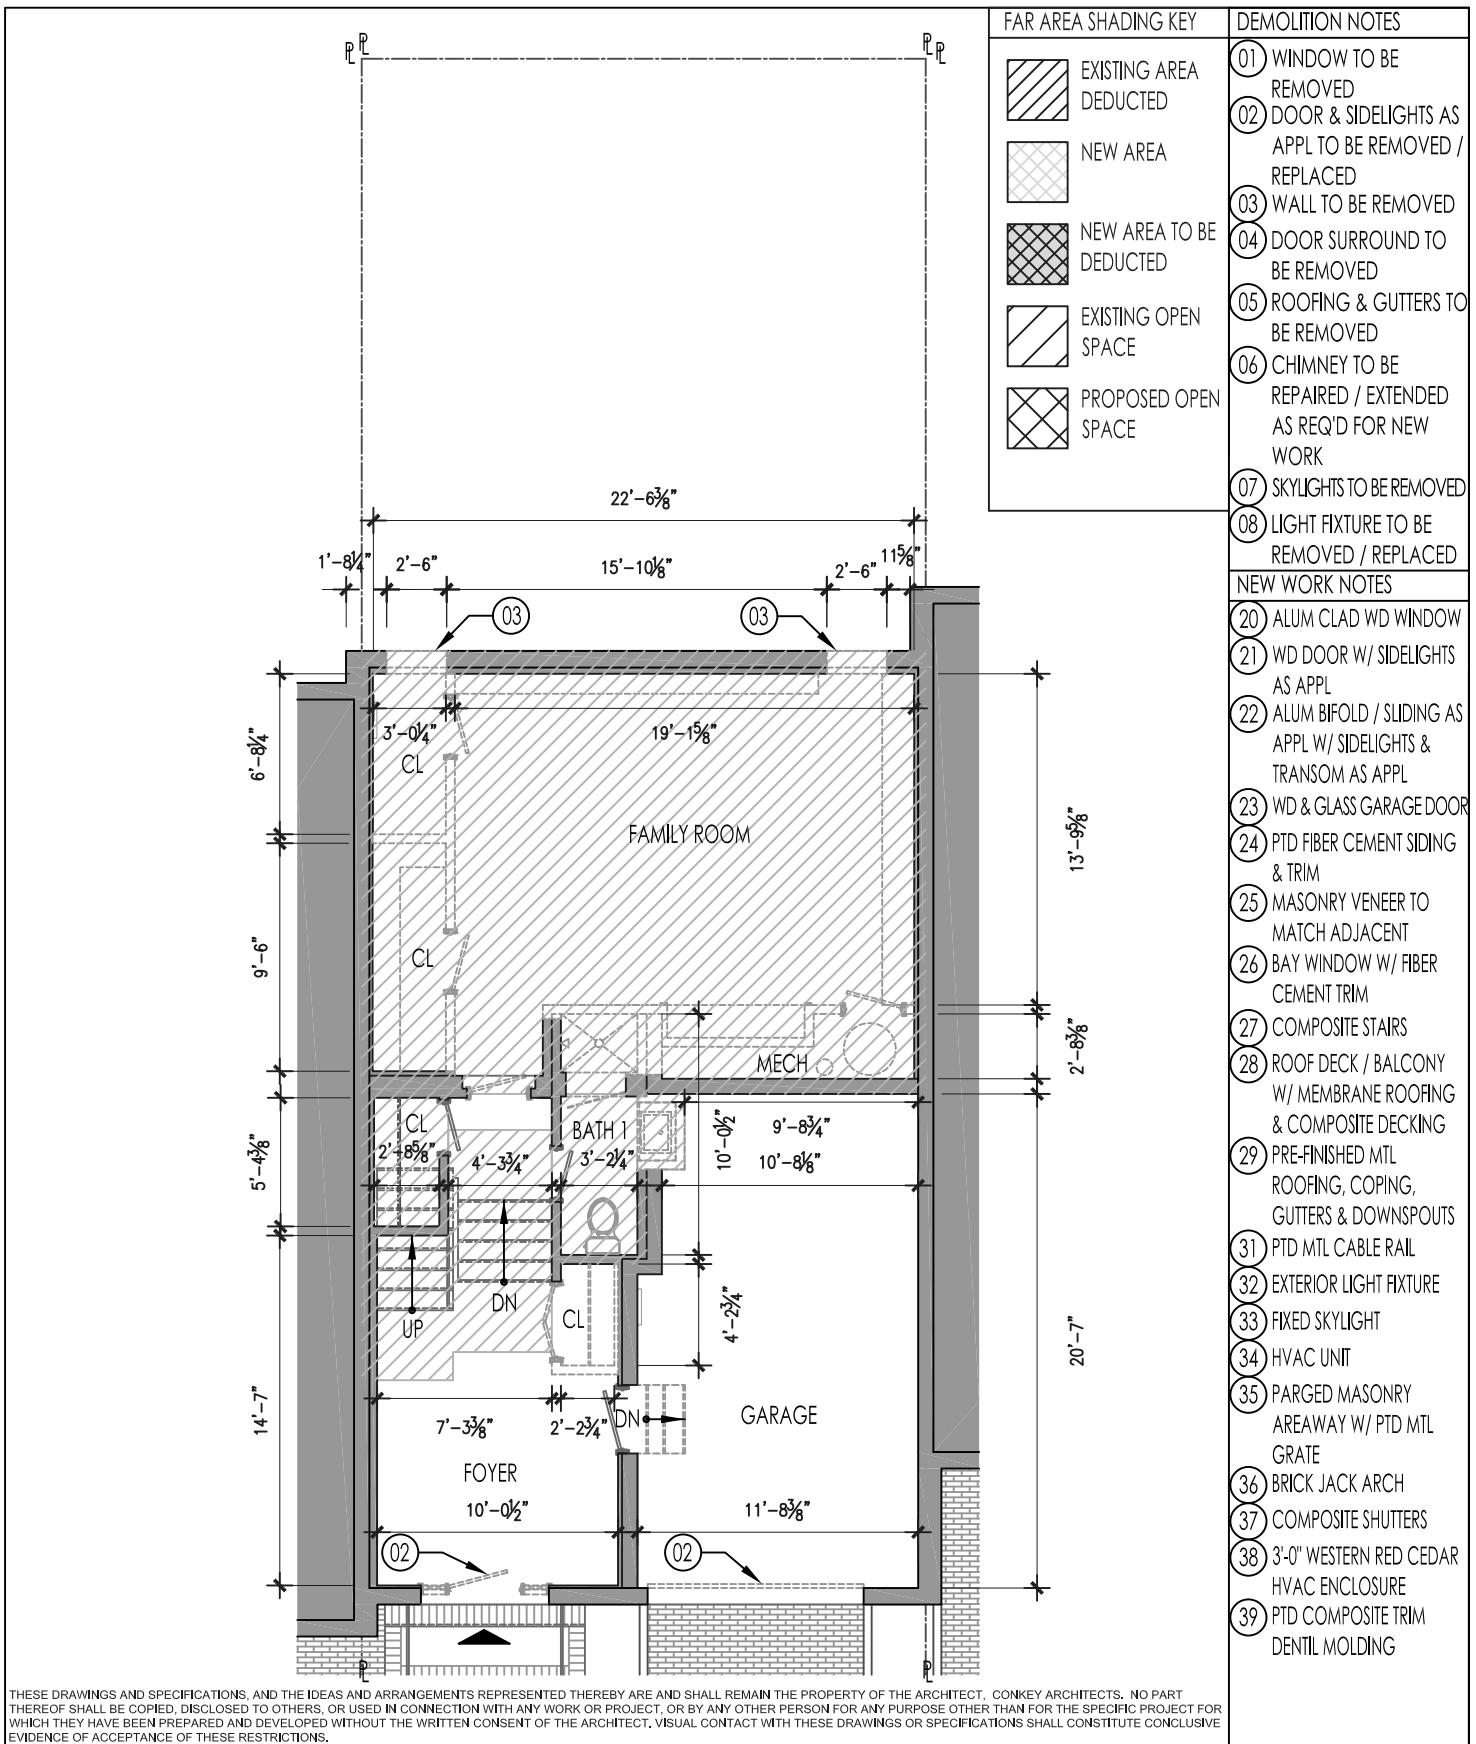 FAR AREA SHADING KEY
EXISTING AREA
DEDUCTED
NEW AREA
NEW AREA TO BE
DEDUCTED
EXISTING OPEN
SPACE
PROPOSED OPEN
SPACE
DEMOLITION NOTES
01 WINDOW TO BE
REMOVED
02 DOOR & SIDELIGHTS AS
APPL TO BE REMOVED /
REPLACED
03 WALL TO BE REMOVED
04 DOOR SURROUND TO
BE REMOVED
05 ROOFING & GUTTERS TO
BE REMOVED
06 CHIMNEY TO BE
REPAIRED / EXTENDED
AS REQ'D FOR NEW
WORK
07 SKYLIGHTS TO BE REMOVED
08 LIGHT FIXTURE TO BE
REMOVED / REPLACED
NEW WORK NOTES
20 ALUM CLAD WD WINDOW
21 WD DOOR W/ SIDELIGHTS
AS APPL
22 ALUM BIFOLD / SLIDING AS
APPL W/ SIDELIGHTS &
TRANSOM AS APPL
23 WD & GLASS GARAGE DOOR
24 PTD FIBER CEMENT SIDING
& TRIM
25 MASONRY VENEER TO
MATCH ADJACENT
26 BAY WINDOW W/ FIBER
CEMENT TRIM
27 COMPOSITE STAIRS
28 ROOF DECK / BALCONY
W/ MEMBRANE ROOFING
& COMPOSITE DECKING
29 PRE-FINISHED MTL
ROOFING, COPING,
GUTTERS & DOWNSPOUTS
31 PTD MTL CABLE RAIL
32 EXTERIOR LIGHT FIXTURE
33 FIXED SKYLIGHT
34 HVAC UNIT
35 PARGED MASONRY
AREAWAY W/ PTD MTL
GRATE
36 BRICK JACK ARCH
37 COMPOSITE SHUTTERS
38 3'-0" WESTERN RED CEDAR
HVAC ENCLOSURE
39 PTD COMPOSITE TRIM
DENTIL MOLDING
PL PL PL PL
22'-6⅜"
1'-8¼" 2'-6" 15'-10⅛" 2'-6" 11⅝"
03 03
3'-0¼" 19'-1⅝"
6'-8¼"
CL
FAMILY ROOM
13'-9⅝"
9'-6"
CL
MECH
2'-8⅜"
CL
2'-8⅝"
BATH 1
10'-0½"
9'-8¾"
5'-4⅜"
4'-3¾" 3'-2¼" 10'-8⅛"
DN
UP
CL
4'-2¾"
20'-7"
14'-7"
7'-3⅜" 2'-2¾"
DN
GARAGE
FOYER
10'-0½" 11'-8⅜"
02 02
PL PL
THESE DRAWINGS AND SPECIFICATIONS, AND THE IDEAS AND ARRANGEMENTS REPRESENTED THEREBY ARE AND SHALL REMAIN THE PROPERTY OF THE ARCHITECT, CONKEY ARCHITECTS. NO PART
THEREOF SHALL BE COPIED, DISCLOSED TO OTHERS, OR USED IN CONNECTION WITH ANY WORK OR PROJECT, OR BY ANY OTHER PERSON FOR ANY PURPOSE OTHER THAN FOR THE SPECIFIC PROJECT FOR
WHICH THEY HAVE BEEN PREPARED AND DEVELOPED WITHOUT THE WRITTEN CONSENT OF THE ARCHITECT. VISUAL CONTACT WITH THESE DRAWINGS OR SPECIFICATIONS SHALL CONSTITUTE CONCLUSIVE
EVIDENCE OF ACCEPTANCE OF THESE RESTRICTIONS.